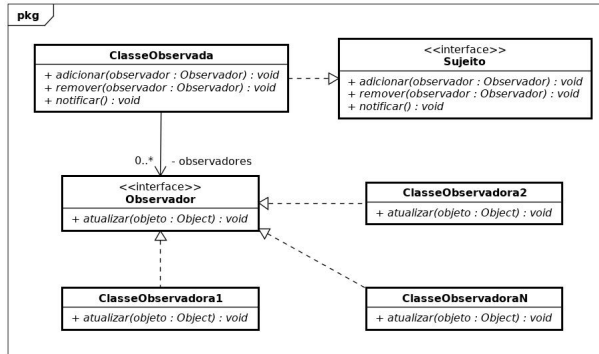 pkg
ClasseObservada
+ adicionar(observador : Observador) : void
+ remover(observador : Observador) : void
+ notificar() : void
<<interface>>
Sujeito
+ adicionar(observador : Observador) : void
+ remover(observador : Observador) : void
+ notificar() : void
0..* - observadores
<<interface>>
Observador
+ atualizar(objeto : Object) : void
ClasseObservadora2
+ atualizar(objeto : Object) : void
ClasseObservadora1
+ atualizar(objeto : Object) : void
ClasseObservadoraN
+ atualizar(objeto : Object) : void